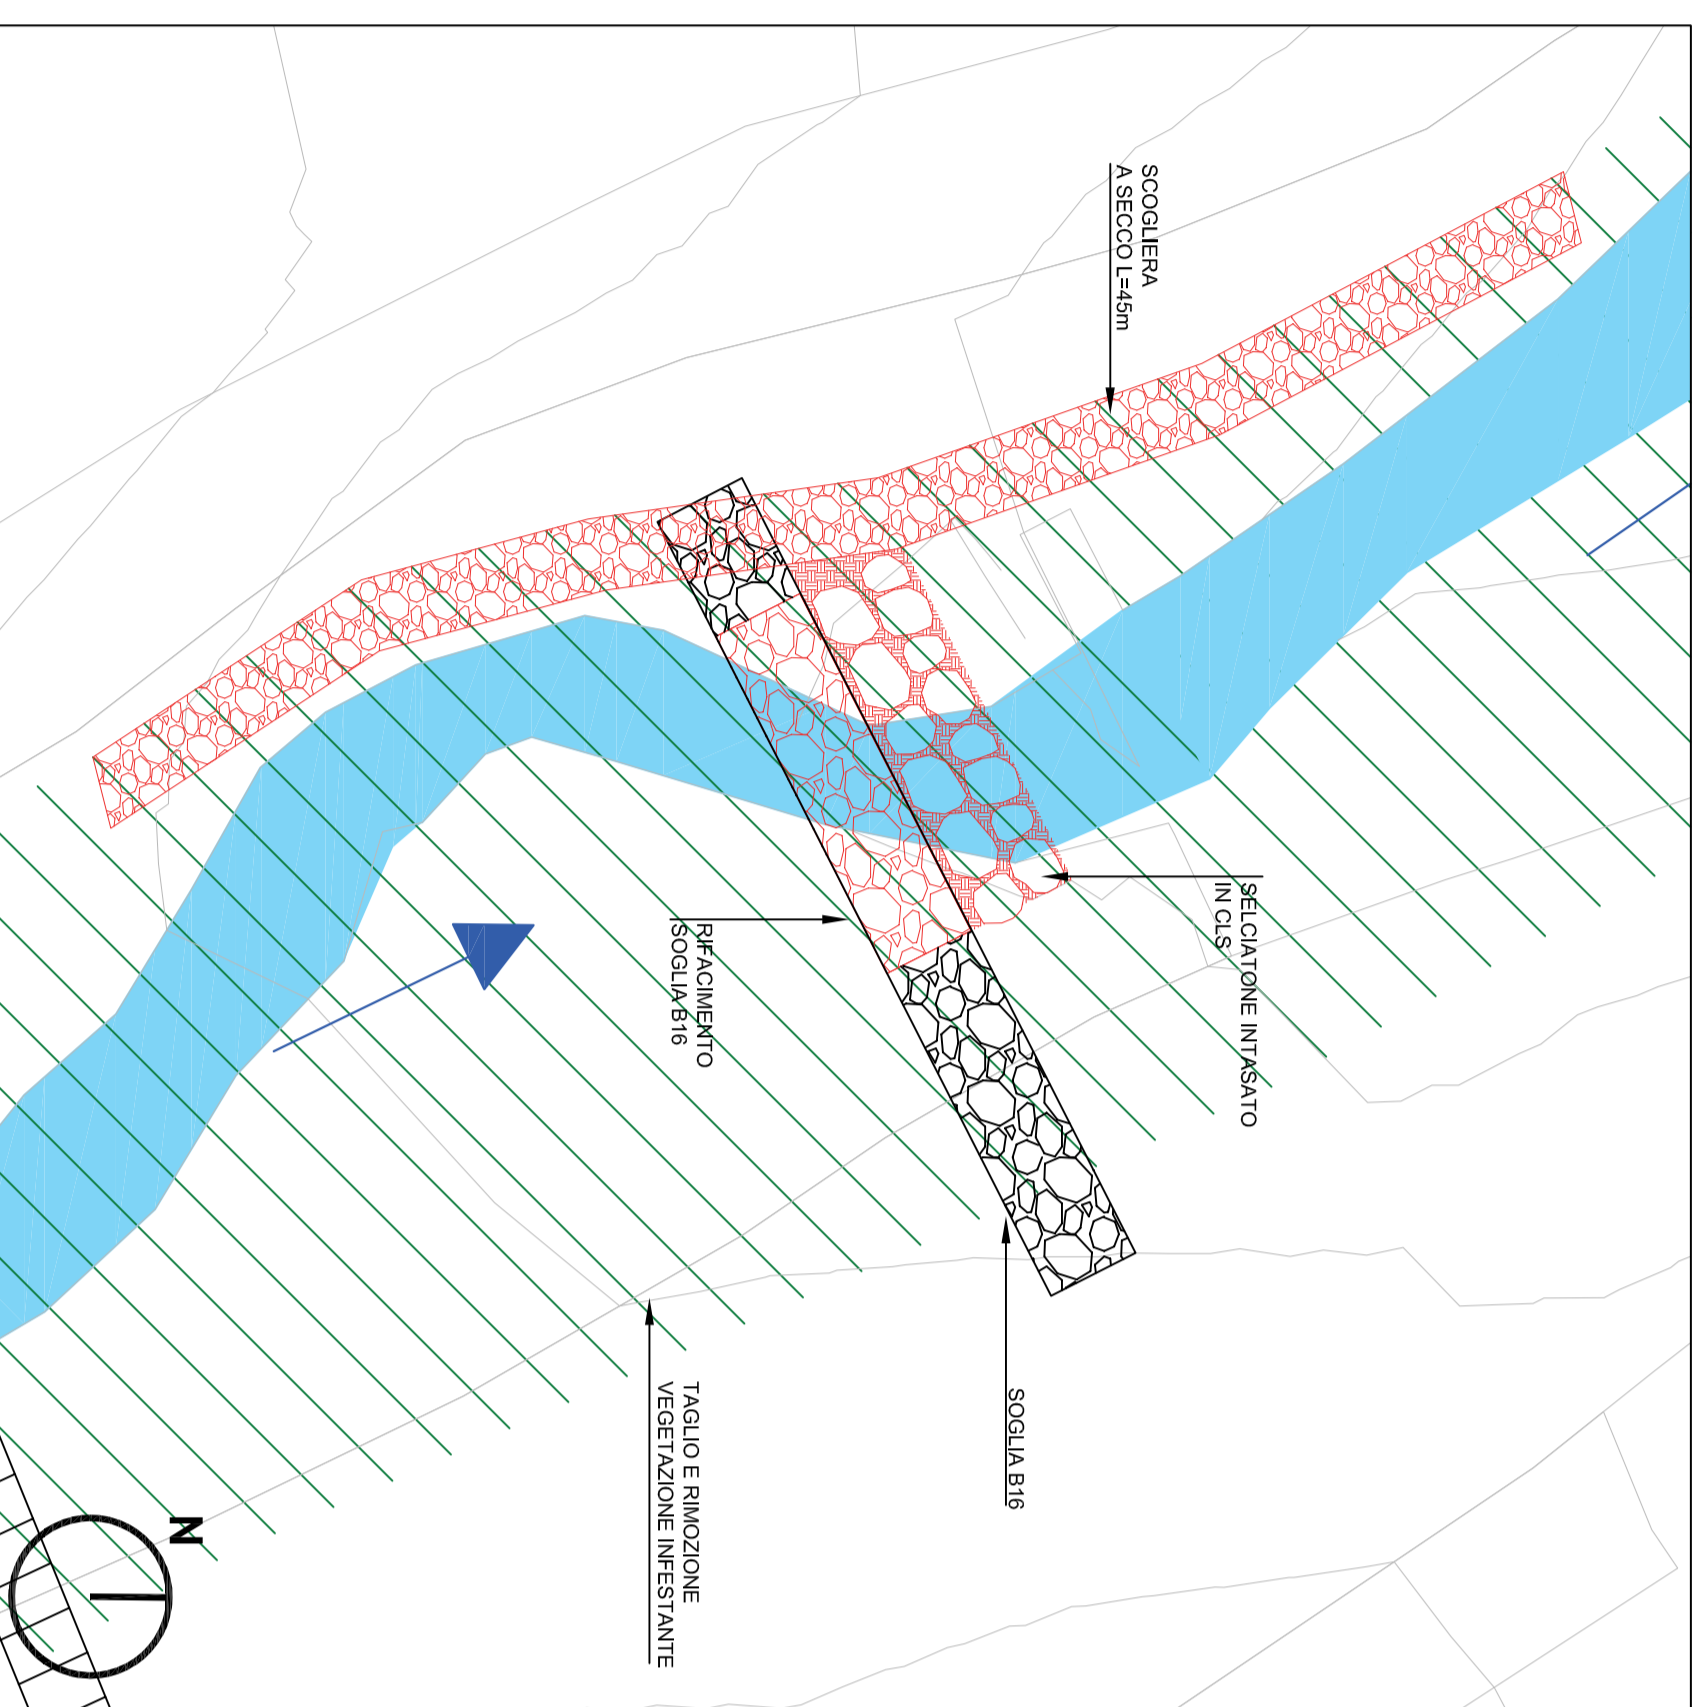 SCOGLIERA
A SECCO L=45m
SELCIATONE INTASATO
IN CLS
RIFACIMENTO
SOGLIA B16
SOGLIA B16
TAGLIO E RIMOZIONE
VEGETAZIONE INFESTANTE
N